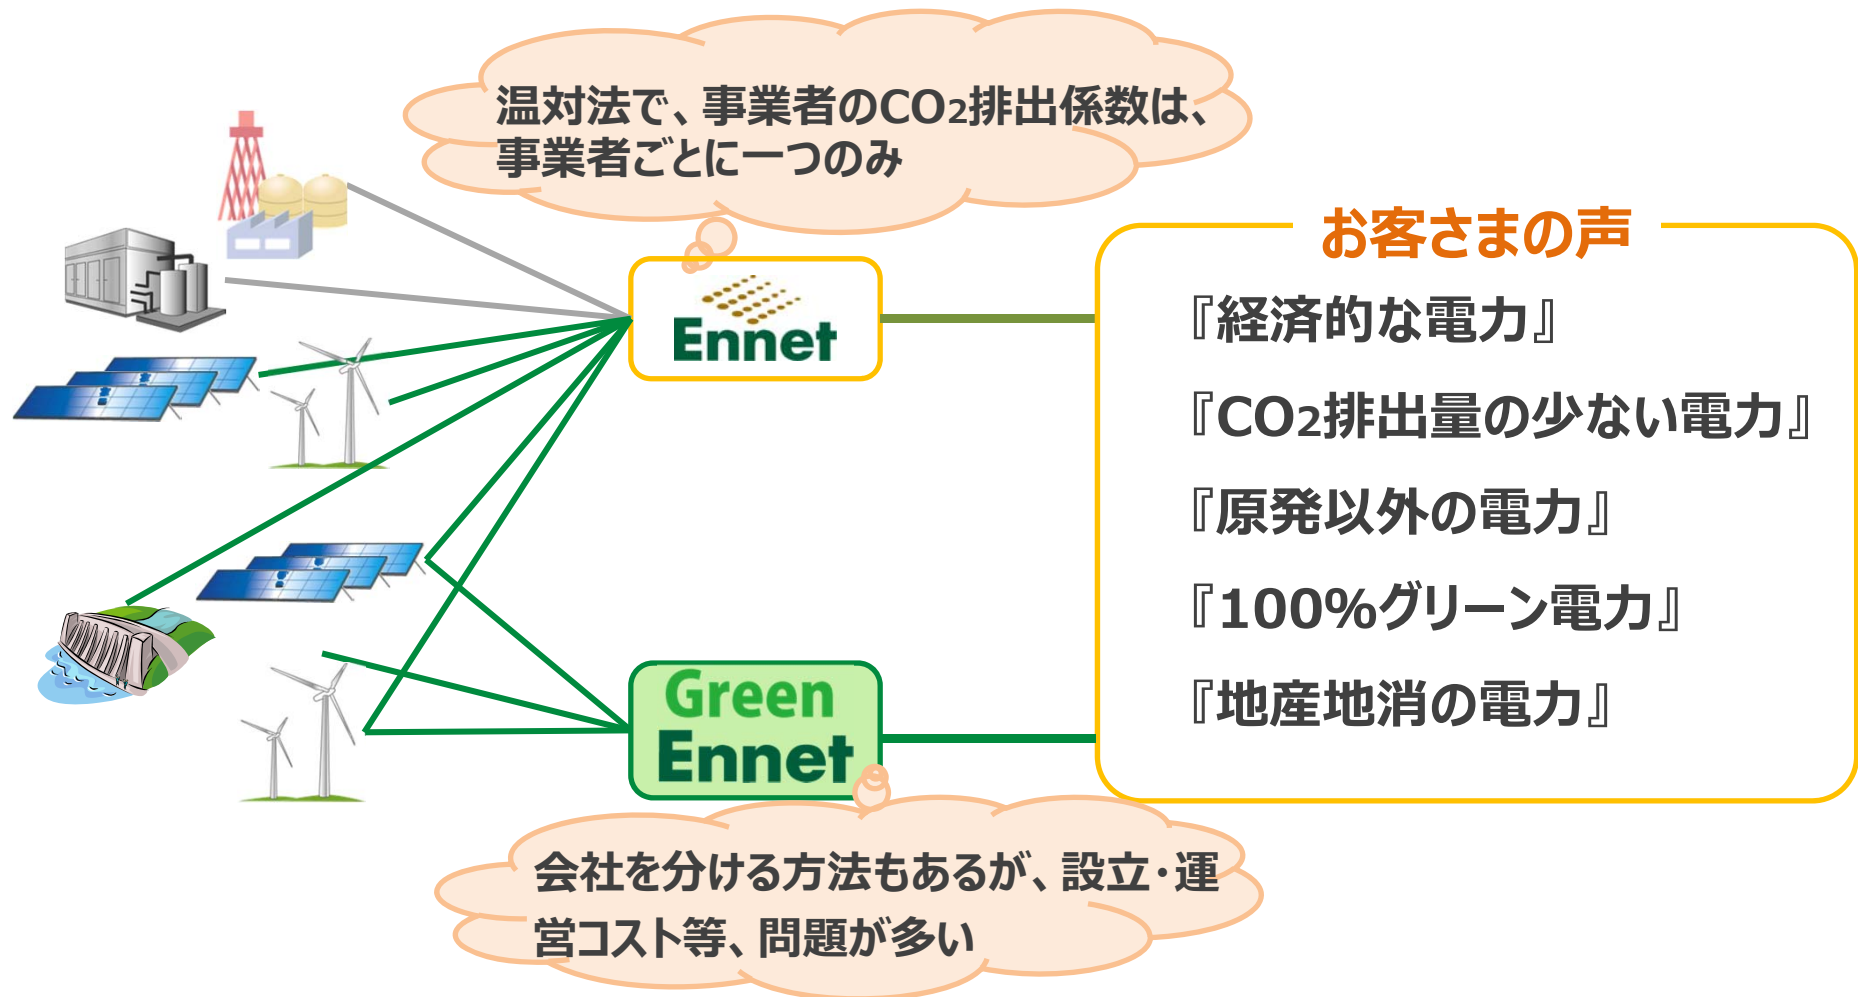 温対法で、事業者のCO2排出係数は、
事業者ごとに一つのみ
Ennet
お客さまの声
『経済的な電力』
『CO2排出量の少ない電力』
『原発以外の電力』
『100%グリーン電力』
『地産地消の電力』
Green
Ennet
会社を分ける方法もあるが、設立・運
営コスト等、問題が多い